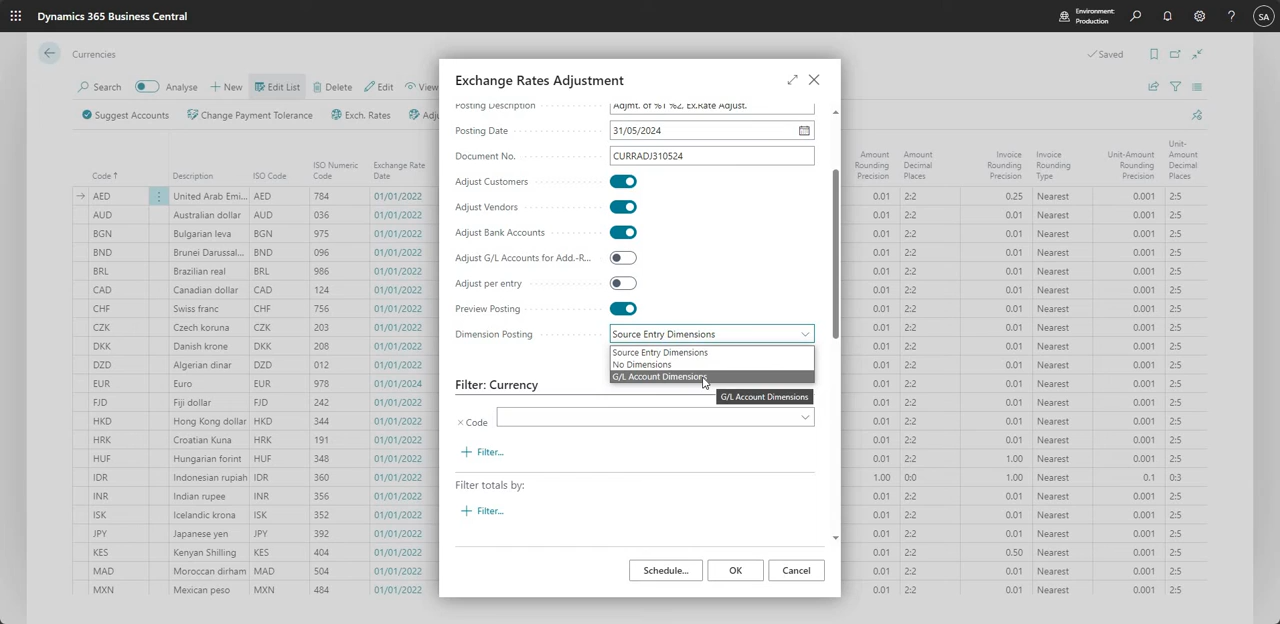 Dynamics 365 Business Central
Environment:
Production
SA
Currencies
Saved
Search
Analyse
New
Edit List
Delete
Edit
View
Suggest Accounts
Change Payment Tolerance
Exch. Rates
Adju
Code ↑
Description
ISO Code
ISO Numeric
Code
Exchange Rate
Date
Amount
Rounding
Precision
Amount
Decimal
Places
Invoice
Rounding
Precision
Invoice
Rounding
Type
Unit-Amount
Rounding
Precision
Unit-
Amount
Decimal
Places
AED United Arab Emi... AED 784 01/01/2022 0.01 2:2 0.25 Nearest 0.001 2:5
AUD Australian dollar AUD 036 01/01/2022 0.01 2:2 0.01 Nearest 0.001 2:5
BGN Bulgarian leva BGN 975 01/01/2022 0.01 2:2 0.01 Nearest 0.001 2:5
BND Brunei Darussal... BND 096 01/01/2022 0.01 2:2 0.01 Nearest 0.001 2:5
BRL Brazilian real BRL 986 01/01/2022 0.01 2:2 0.01 Nearest 0.001 2:5
CAD Canadian dollar CAD 124 01/01/2022 0.01 2:2 0.01 Nearest 0.001 2:5
CHF Swiss franc CHF 756 01/01/2022 0.01 2:2 0.01 Nearest 0.001 2:5
CZK Czech koruna CZK 203 01/01/2022 0.01 2:2 0.01 Nearest 0.001 2:5
DKK Danish krone DKK 208 01/01/2022 0.01 2:2 0.01 Nearest 0.001 2:5
DZD Algerian dinar DZD 012 01/01/2022 0.01 2:2 0.01 Nearest 0.001 2:5
EUR Euro EUR 978 01/01/2022 0.01 2:2 0.01 Nearest 0.001 2:5
FJD Fiji dollar FJD 242 01/01/2022 0.01 2:2 0.01 Nearest 0.001 2:5
HKD Hong Kong dollar HKD 344 01/01/2022 0.01 2:2 0.01 Nearest 0.001 2:5
HRK Croatian Kuna HRK 191 01/01/2022 0.01 2:2 0.01 Nearest 0.001 2:5
HUF Hungarian forint HUF 348 01/01/2022 0.01 2:2 1.00 Nearest 0.001 2:5
IDR Indonesian rupiah IDR 360 01/01/2022 1.00 0:0 1.00 Nearest 0.1 0:3
INR Indian rupee INR 356 01/01/2022 0.01 2:2 0.01 Nearest 0.001 2:5
ISK Icelandic krona ISK 352 01/01/2022 0.01 2:2 0.01 Nearest 0.001 2:5
JPY Japanese yen JPY 392 01/01/2022 0.01 2:2 0.01 Nearest 0.001 2:5
KES Kenyan Shilling KES 404 01/01/2022 0.01 2:2 0.50 Nearest 0.001 2:5
MAD Moroccan dirham MAD 504 01/01/2022 0.01 2:2 0.01 Nearest 0.001 2:5
MXN Mexican peso MXN 484 01/01/2022 0.01 2:2 0.01 Nearest 0.001 2:5
Exchange Rates Adjustment
Posting Description Adjmt. of %1 %2, Ex.Rate Adjust.
Posting Date 31/05/2024
Document No. CURRADJ310524
Adjust Customers
Adjust Vendors
Adjust Bank Accounts
Adjust G/L Accounts for Add.-R...
Adjust per entry
Preview Posting
Dimension Posting Source Entry Dimensions
Source Entry Dimensions
No Dimensions
G/L Account Dimensions
G/L Account Dimensions
Filter: Currency
× Code
+ Filter...
Filter totals by:
+ Filter...
Schedule...
OK
Cancel